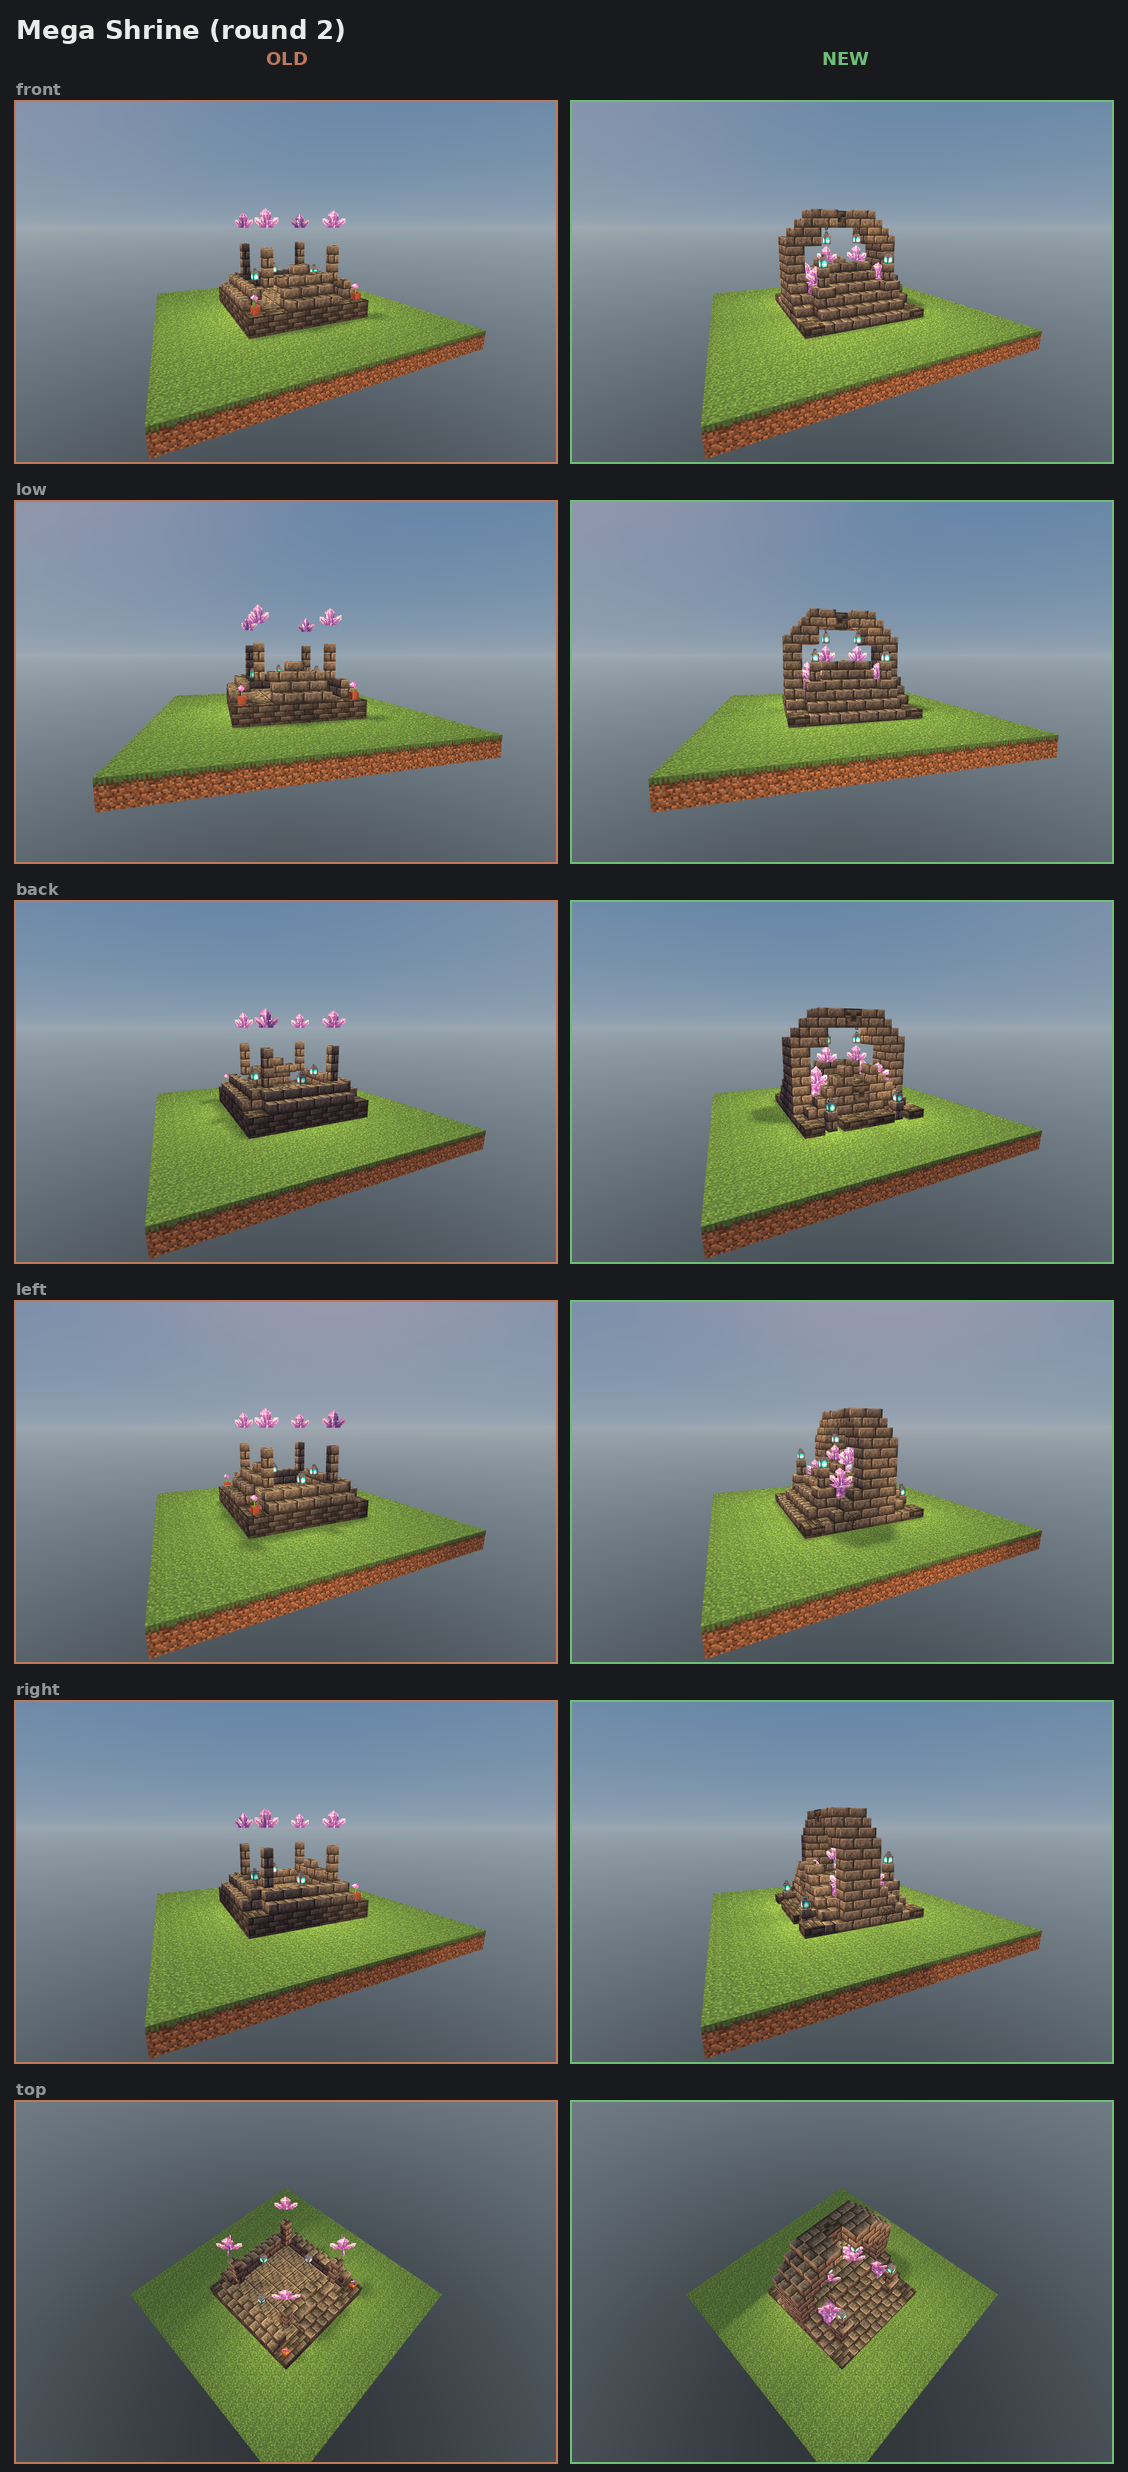 Mega Shrine (round 2)
OLD NEW
front
low
back
left
right
top